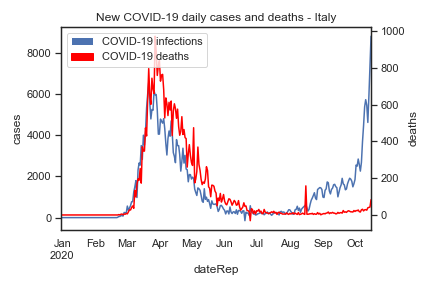 New COVID-19 daily cases and deaths - Italy
COVID-19 infections
COVID-19 deaths
8000
6000
4000
2000
0
cases
1000
800
600
400
200
0
deaths
Jan Feb Mar Apr May Jun Jul Aug Sep Oct
2020
dateRep